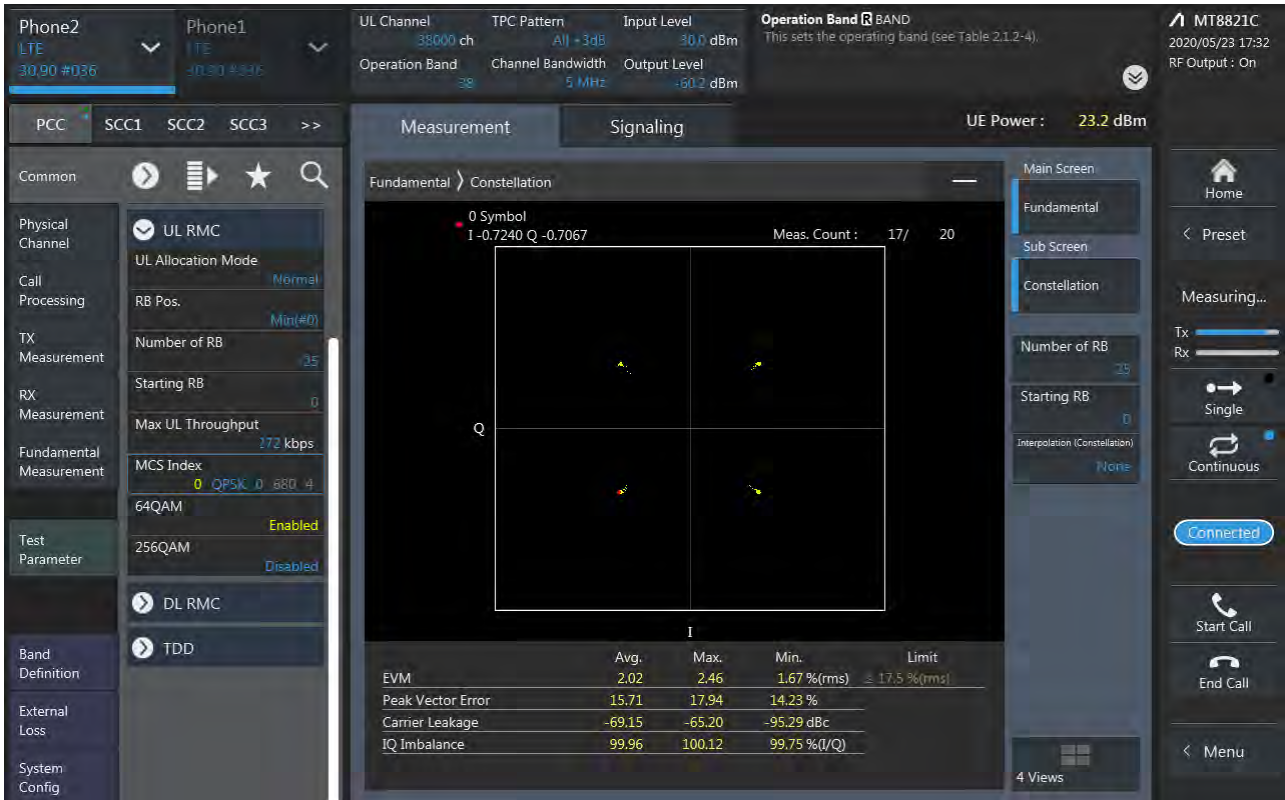 Phone2
LTE
30.90 #036
Phone1
LTE
30.90 #036
UL Channel
38000 ch
TPC Pattern
All +3dB
Input Level
30.0 dBm
Operation Band
38
Channel Bandwidth
5 MHz
Output Level
-60.2 dBm
Operation Band R BAND
This sets the operating band (see Table 2.1.2-4).
MT8821C
2020/05/23 17:32
RF Output : On
PCC SCC1 SCC2 SCC3 >>
Measurement Signaling
UE Power : 23.2 dBm
Common
Physical
Channel
Call
Processing
TX
Measurement
RX
Measurement
Fundamental
Measurement
Test
Parameter
Band
Definition
External
Loss
System
Config
UL RMC
UL Allocation Mode
Normal
RB Pos.
Min(#0)
Number of RB
25
Starting RB
0
Max UL Throughput
272 kbps
MCS Index
0 QPSK 0 680 4
64QAM
Enabled
256QAM
Disabled
DL RMC
TDD
Fundamental 〉 Constellation
0 Symbol
I -0.7240 Q -0.7067
Meas. Count : 17/ 20
Q
I
Avg. Max. Min. Limit
EVM 2.02 2.46 1.67 %(rms) ≤ 17.5 %(rms)
Peak Vector Error 15.71 17.94 14.23 %
Carrier Leakage -69.15 -65.20 -95.29 dBc
IQ Imbalance 99.96 100.12 99.75 %(I/Q)
Main Screen
Fundamental
Sub Screen
Constellation
Number of RB
25
Starting RB
0
Interpolation (Constellation)
None
4 Views
Home
< Preset
Measuring...
Tx
Rx
Single
Continuous
Connected
Start Call
End Call
< Menu